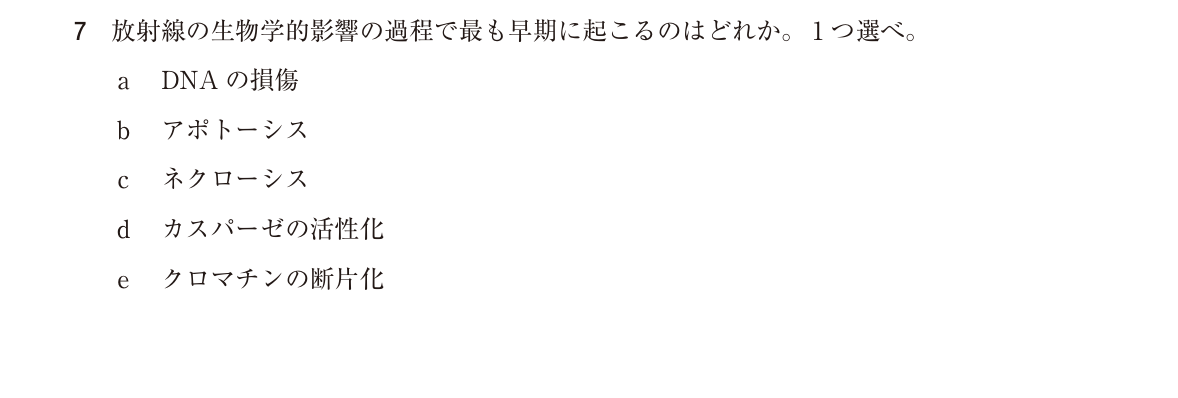 7 放射線の生物学的影響の過程で最も早期に起こるのはどれか。1つ選べ。
a DNA の損傷
b アポトーシス
c ネクローシス
d カスパーゼの活性化
e クロマチンの断片化